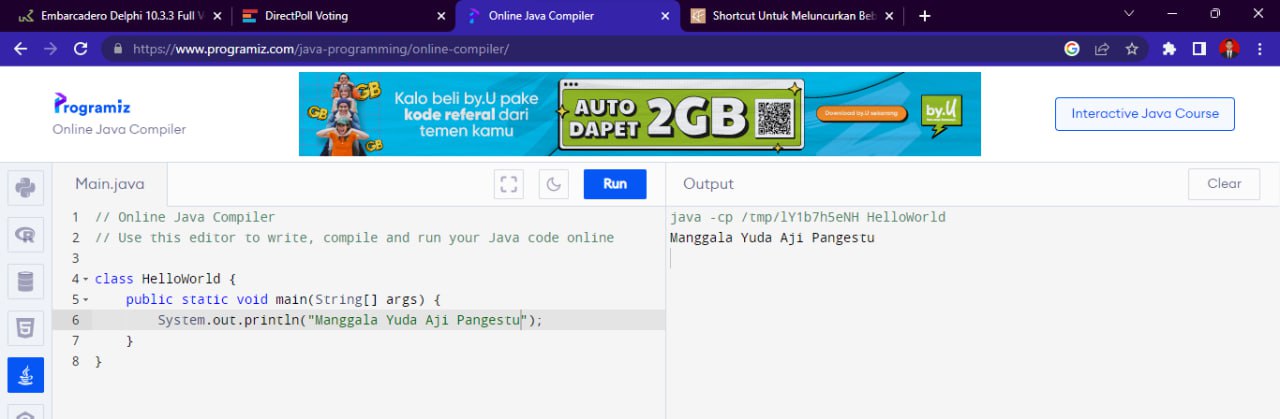 Embarcadero Delphi 10.3.3 Full V
DirectPoll Voting
Online Java Compiler
Shortcut Untuk Meluncurkan Beb
https://www.programiz.com/java-programming/online-compiler/
Programiz
Online Java Compiler
GB
GB
GB
GB
Kalo beli by.U pake
kode referal dari
temen kamu
AUTO
DAPET
2GB
Download by.U sekarang
by.U
Interactive Java Course
Main.java
Run
Output
Clear
1 // Online Java Compiler
2 // Use this editor to write, compile and run your Java code online
3
4 class HelloWorld {
5 public static void main(String[] args) {
6 System.out.println("Manggala Yuda Aji Pangestu");
7 }
8 }
java -cp /tmp/lY1b7h5eNH HelloWorld
Manggala Yuda Aji Pangestu